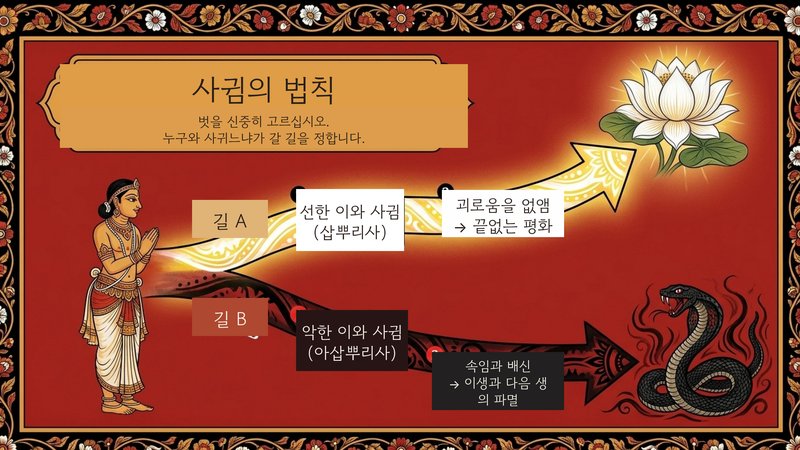 사귐의 법칙
벗을 신중히 고르십시오.
누구와 사귀느냐가 갈 길을 정합니다.
길 A
선한 이와 사귐
(삽뿌리사)
괴로움을 없앰
→ 끝없는 평화
길 B
악한 이와 사귐
(아삽뿌리사)
속임과 배신
→ 이생과 다음 생
의 파멸